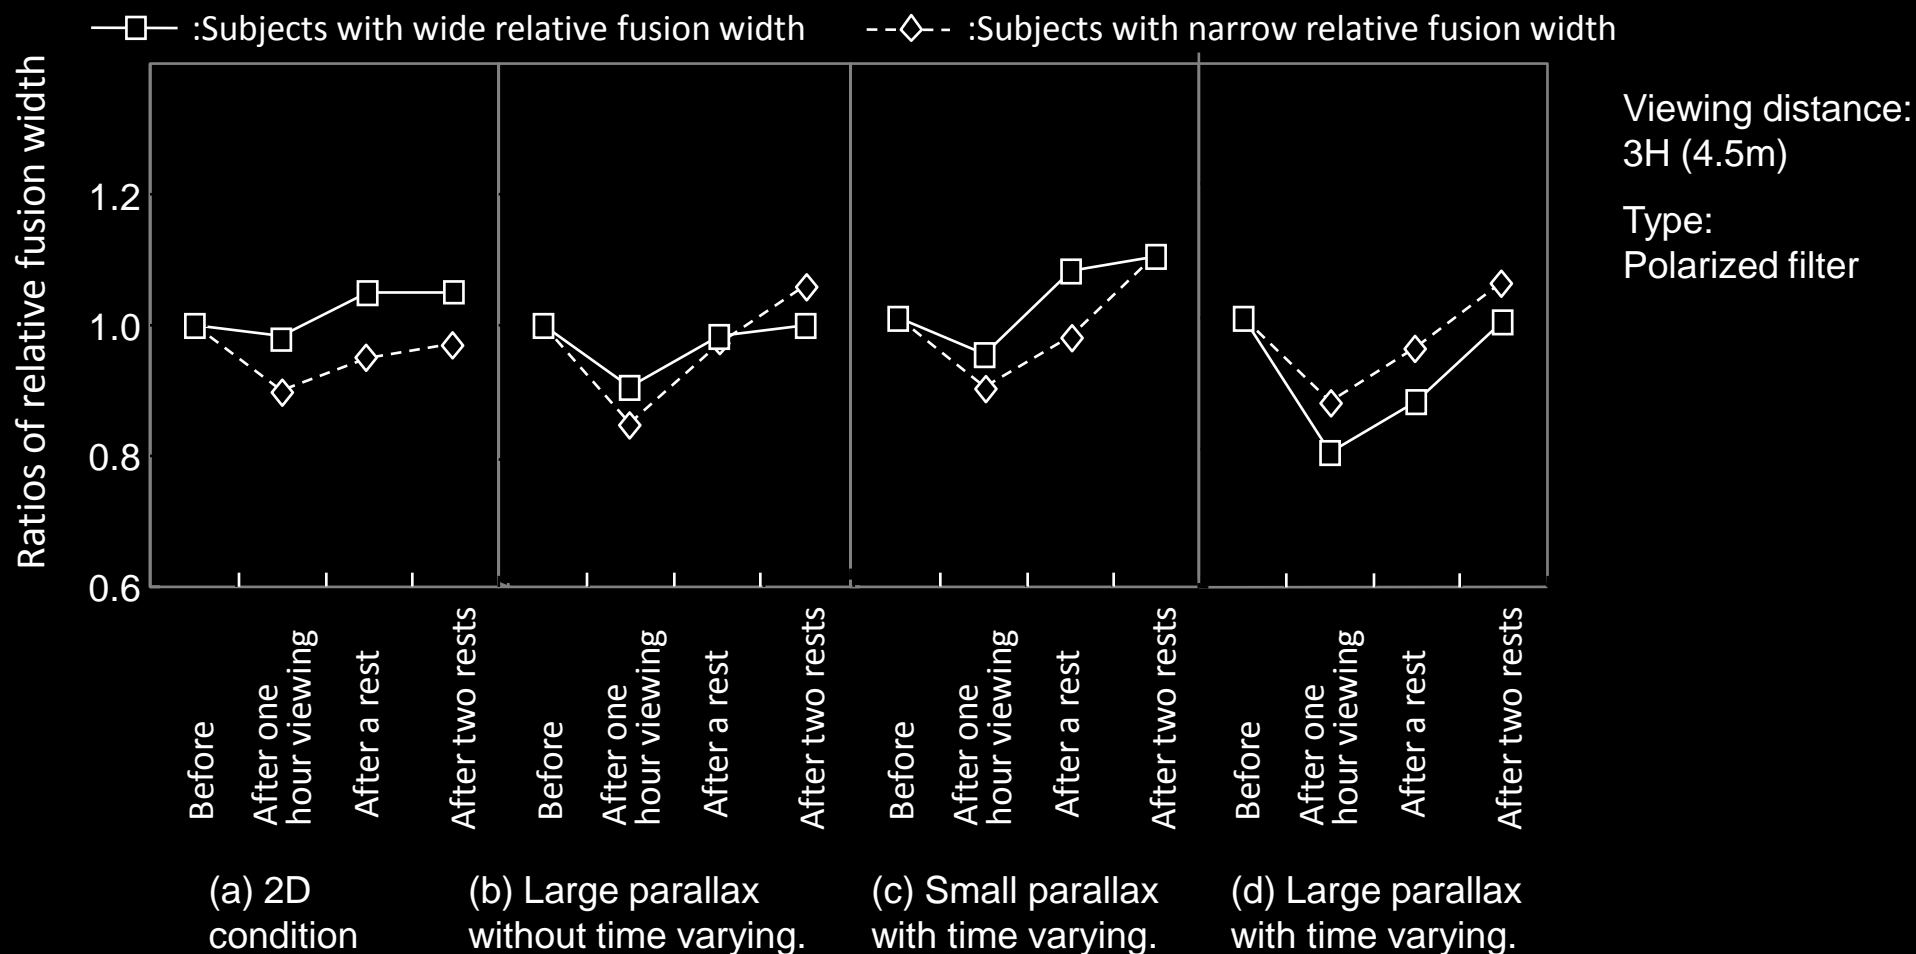 :Subjects with wide relative fusion width
:Subjects with narrow relative fusion width
Ratios of relative fusion width
1.2
1.0
0.8
0.6
Viewing distance:
3H (4.5m)
Type:
Polarized filter
Before
After one
hour viewing
After a rest
After two rests
Before
After one
hour viewing
After a rest
After two rests
Before
After one
hour viewing
After a rest
After two rests
Before
After one
hour viewing
After a rest
After two rests
(a) 2D
condition
(b) Large parallax
without time varying.
(c) Small parallax
with time varying.
(d) Large parallax
with time varying.